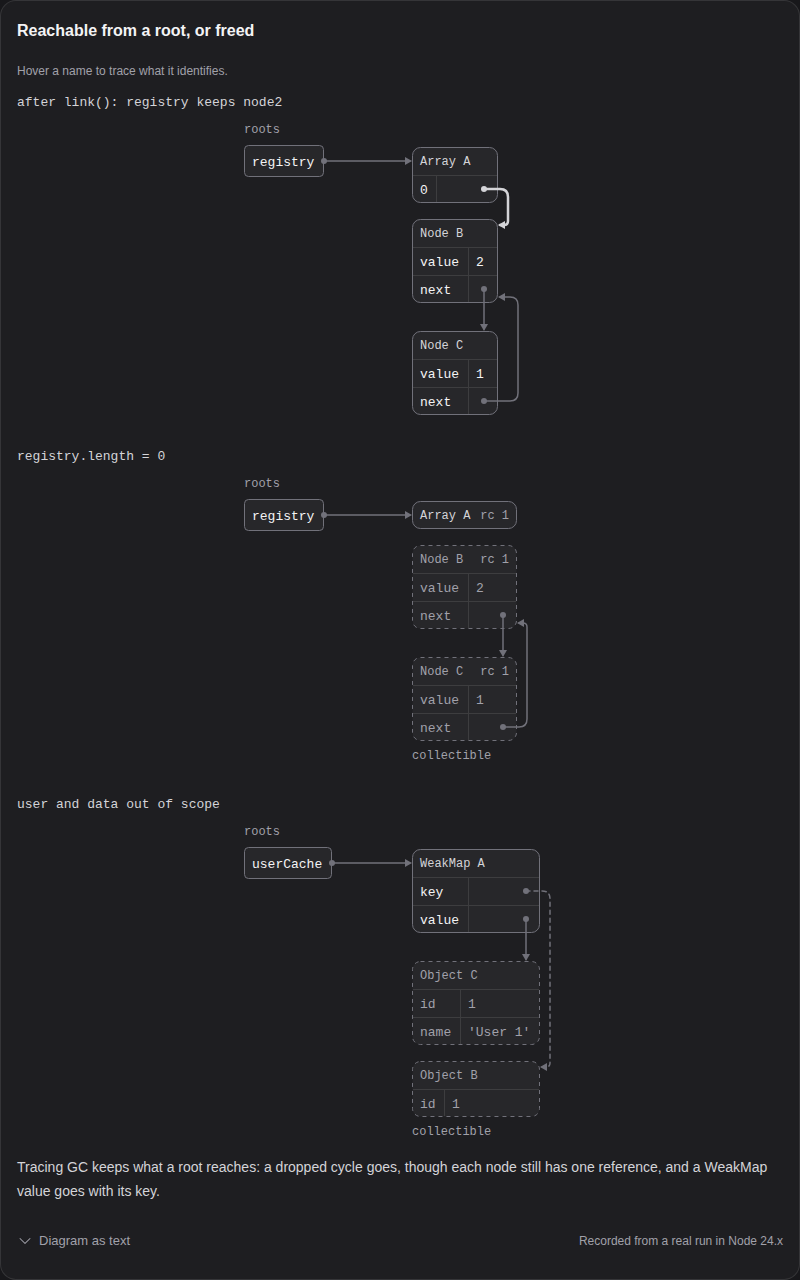 Reachable from a root, or freed
Hover a name to trace what it identifies.
after link(): registry keeps node2
roots
registry
Array A
0
Node B
value 2
next
Node C
value 1
next
registry.length = 0
roots
registry
Array A rc 1
Node B rc 1
value 2
next
Node C rc 1
value 1
next
collectible
user and data out of scope
roots
userCache
WeakMap A
key
value
Object C
id 1
name 'User 1'
Object B
id 1
collectible
Tracing GC keeps what a root reaches: a dropped cycle goes, though each node still has one reference, and a WeakMap
value goes with its key.
Diagram as text
Recorded from a real run in Node 24.x